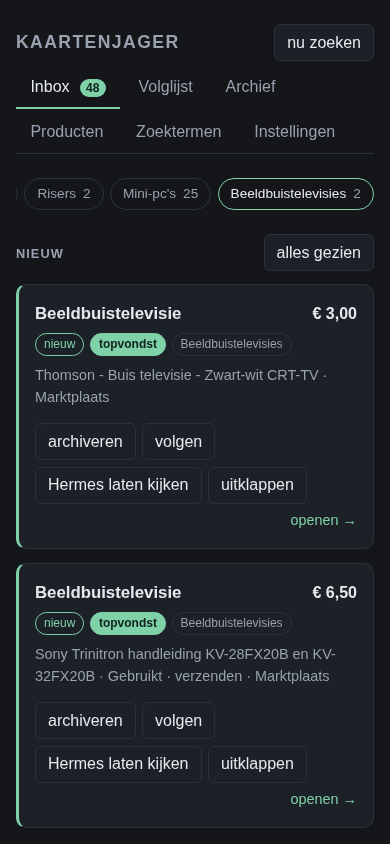 KAARTENJAGER
nu zoeken
Inbox 48 Volglijst Archief
Producten Zoektermen Instellingen
Risers 2 Mini-pc's 25 Beeldbuistelevisies 2
NIEUW
alles gezien
Beeldbuistelevisie € 3,00
nieuw topvondst Beeldbuistelevisies
Thomson - Buis televisie - Zwart-wit CRT-TV ·
Marktplaats
archiveren volgen
Hermes laten kijken uitklappen
openen →
Beeldbuistelevisie € 6,50
nieuw topvondst Beeldbuistelevisies
Sony Trinitron handleiding KV-28FX20B en KV-
32FX20B · Gebruikt · verzenden · Marktplaats
archiveren volgen
Hermes laten kijken uitklappen
openen →